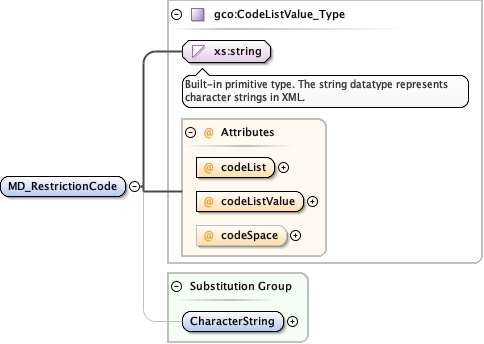 gco:CodeListValue_Type
xs:string
Built-in primitive type. The string datatype represents
character strings in XML.
@ Attributes
@ codeList
MD_RestrictionCode
@ codeListValue
@ codeSpace
Substitution Group
CharacterString